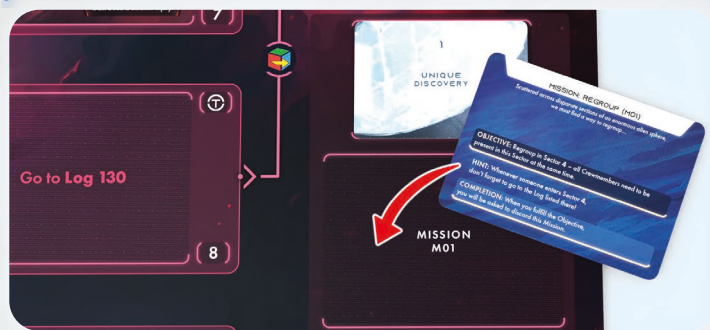 Go to Log 130
8
1
UNIQUE
DISCOVERY
MISSION
M01
MISSION: REGROUP (M01)
Scattered across disparate sections of an enormous alien sphere,
we must find a way to regroup...
OBJECTIVE: Regroup in Sector 4 – all Crewmembers need to be
present in this Sector at the same time.
HINT: Whenever someone enters Sector 4,
don't forget to go to the Log listed there!
COMPLETION: When you fulfill the Objective,
you will be asked to discard this Mission.